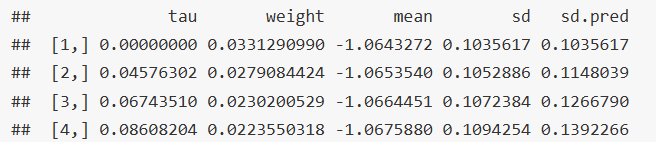 ##             tau       weight       mean        sd   sd.pred
##  [1,] 0.00000000 0.0331290990 -1.0643272 0.1035617 0.1035617
##  [2,] 0.04576302 0.0279084424 -1.0653540 0.1052886 0.1148039
##  [3,] 0.06743510 0.0230200529 -1.0664451 0.1072384 0.1266790
##  [4,] 0.08608204 0.0223550318 -1.0675880 0.1094254 0.1392266